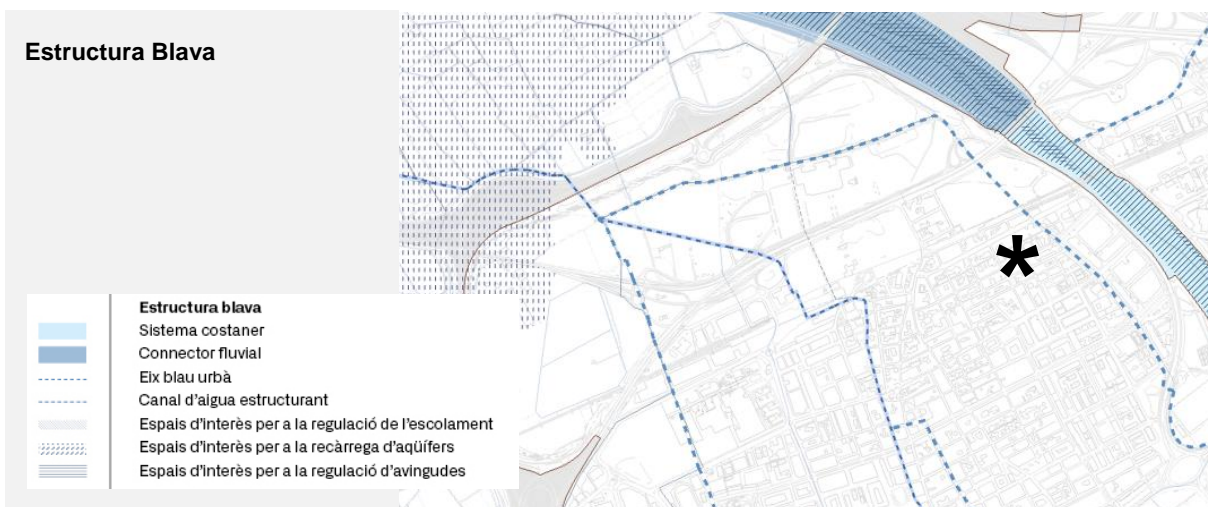 Estructura Blava
Estructura blava
Sistema costaner
Connector fluvial
Eix blau urbà
Canal d'aigua estructurant
Espais d'interès per a la regulació de l'escolament
Espais d'interès per a la recàrrega d'aqüífers
Espais d'interès per a la regulació d'avingudes
*